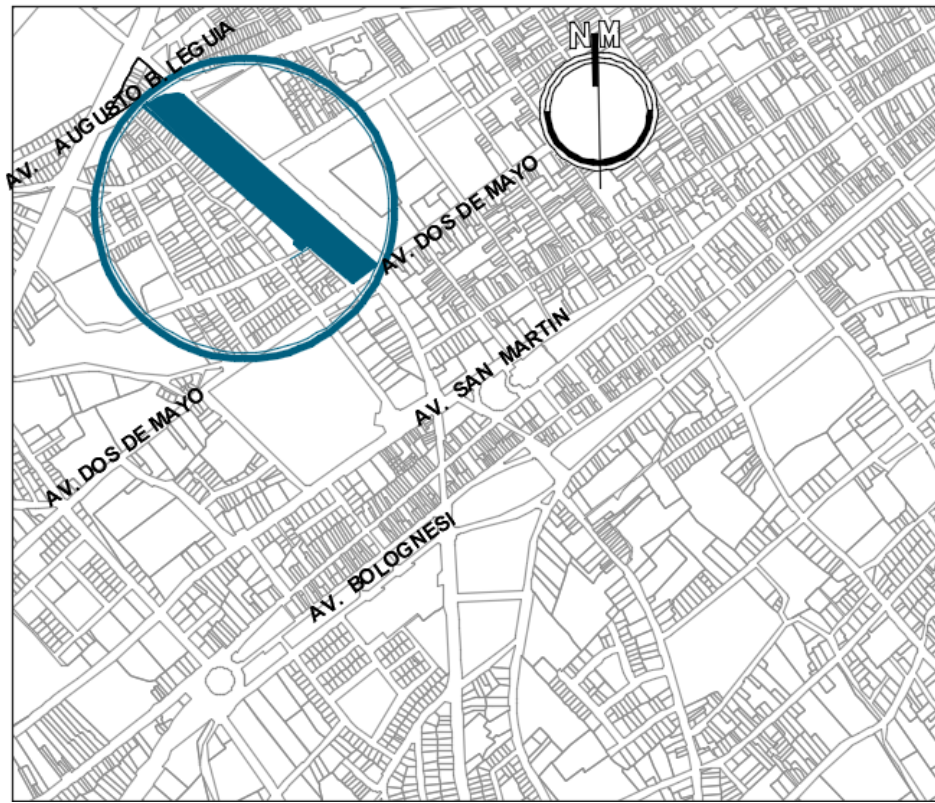 AV. AUGUSTO B. LEGUIA
NM
AV. DOS DE MAYO
AV. SAN MARTIN
AV. DOS DE MAYO
AV. BOLOGNESI